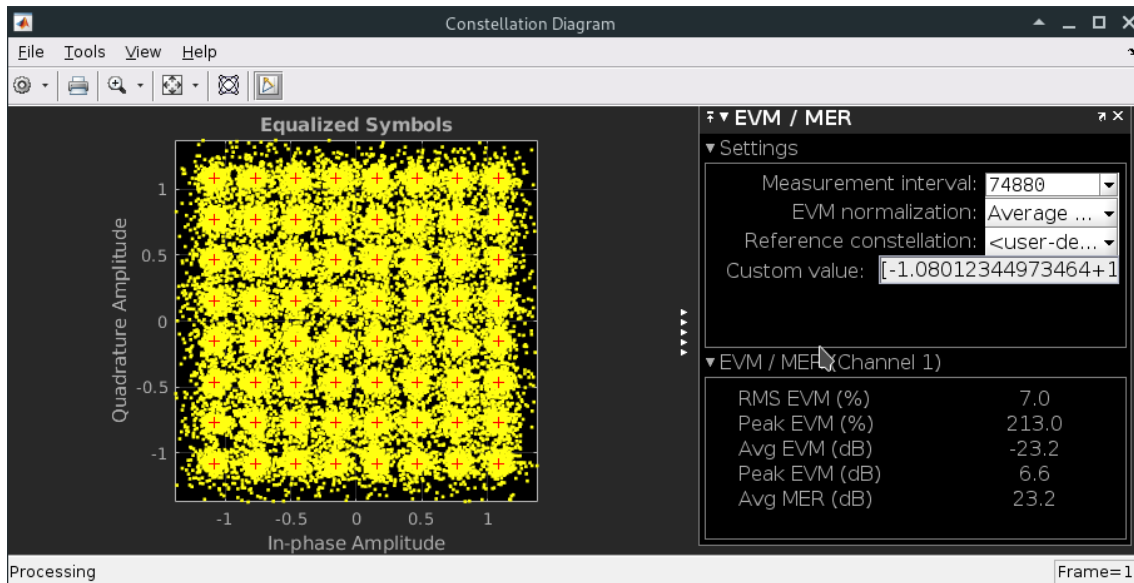 Constellation Diagram
File Tools View Help
Equalized Symbols
Quadrature Amplitude
1
0.5
0
-0.5
-1
-1 -0.5 0 0.5 1
In-phase Amplitude
EVM / MER
Settings
Measurement interval: 74880
EVM normalization: Average ...
Reference constellation: <user-de...
Custom value: [-1.08012344973464+1
EVM / MER (Channel 1)
RMS EVM (%) 7.0
Peak EVM (%) 213.0
Avg EVM (dB) -23.2
Peak EVM (dB) 6.6
Avg MER (dB) 23.2
Processing Frame=1